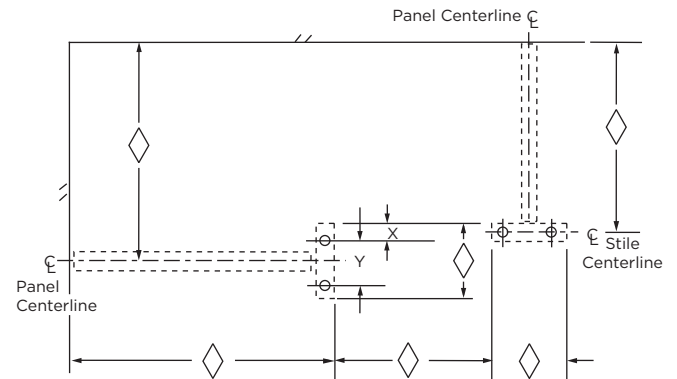 Panel Centerline ℄
X
℄ Stile
Centerline
Y
℄
Panel
Centerline